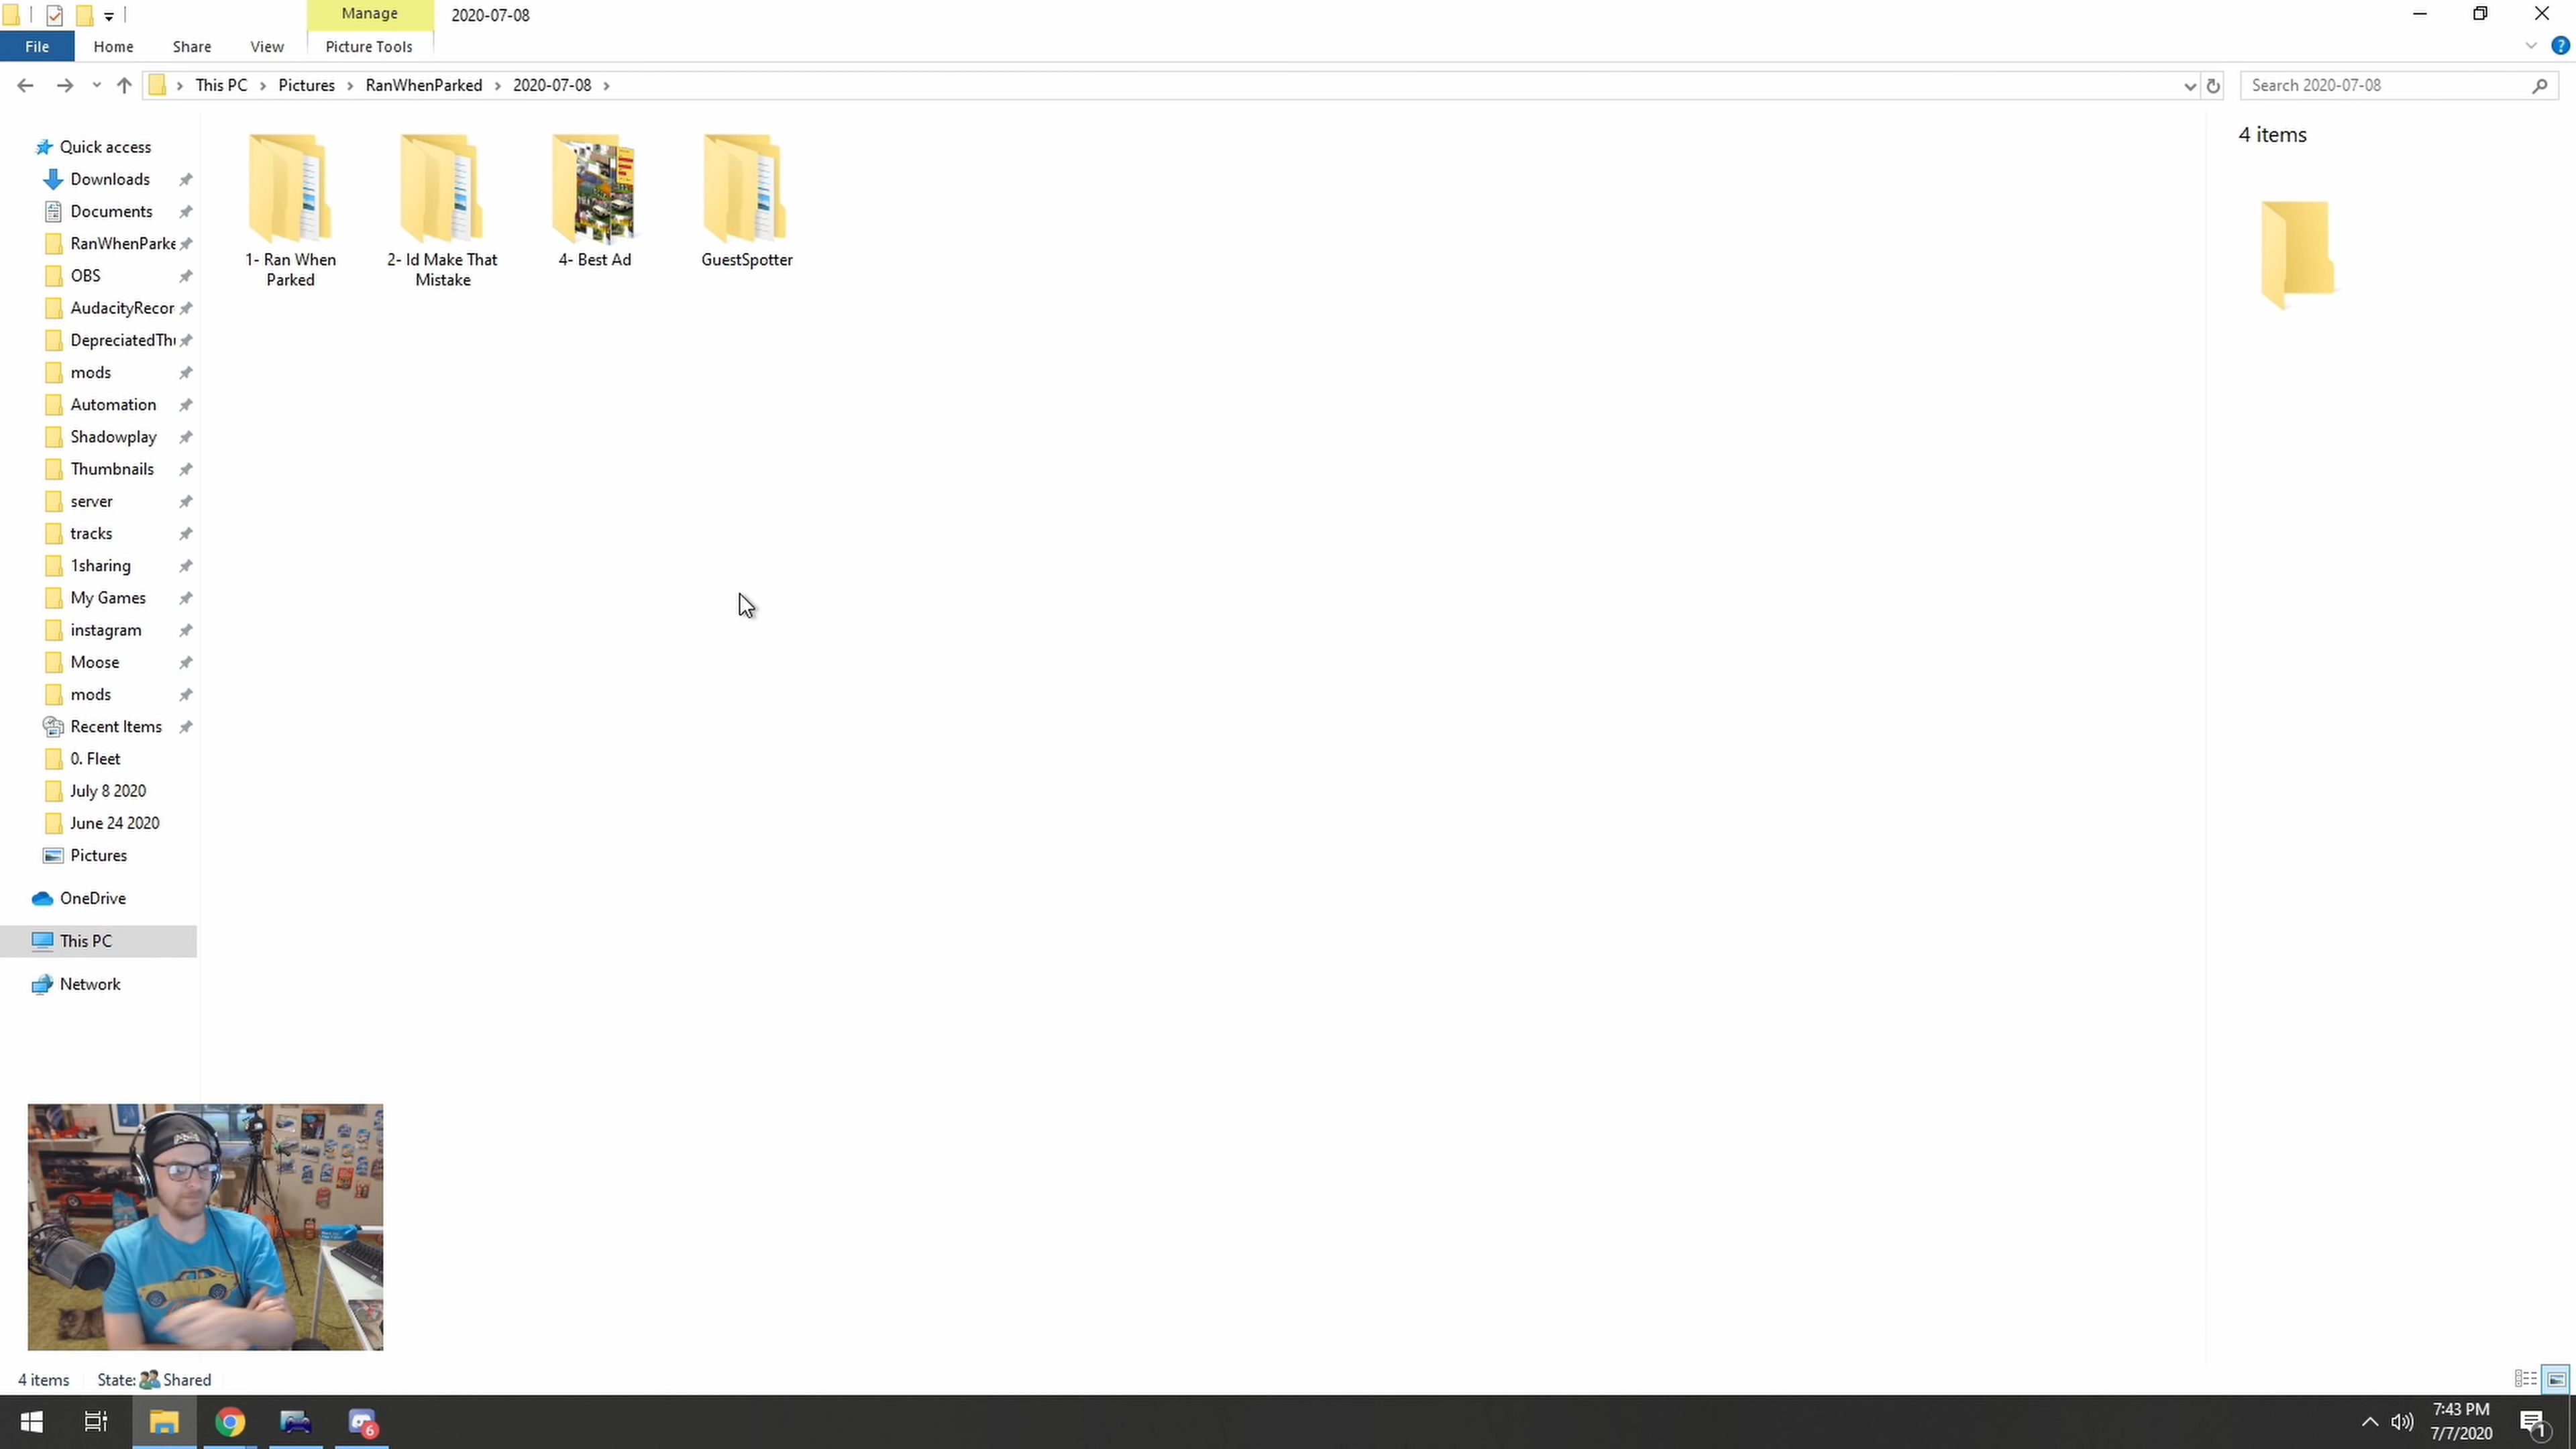 Manage
2020-07-08
File
Home
Share
View
Picture Tools
This PC
Pictures
RanWhenParked
2020-07-08
Search 2020-07-08
Quick access
Downloads
Documents
RanWhenParke
OBS
AudacityRecor
DepreciatedTh
mods
Automation
Shadowplay
Thumbnails
server
tracks
1sharing
My Games
instagram
Moose
mods
Recent Items
0. Fleet
July 8 2020
June 24 2020
Pictures
OneDrive
This PC
Network
1- Ran When
Parked
2- Id Make That
Mistake
4- Best Ad
GuestSpotter
4 items
4 items
State:
Shared
6
7:43 PM
7/7/2020
1